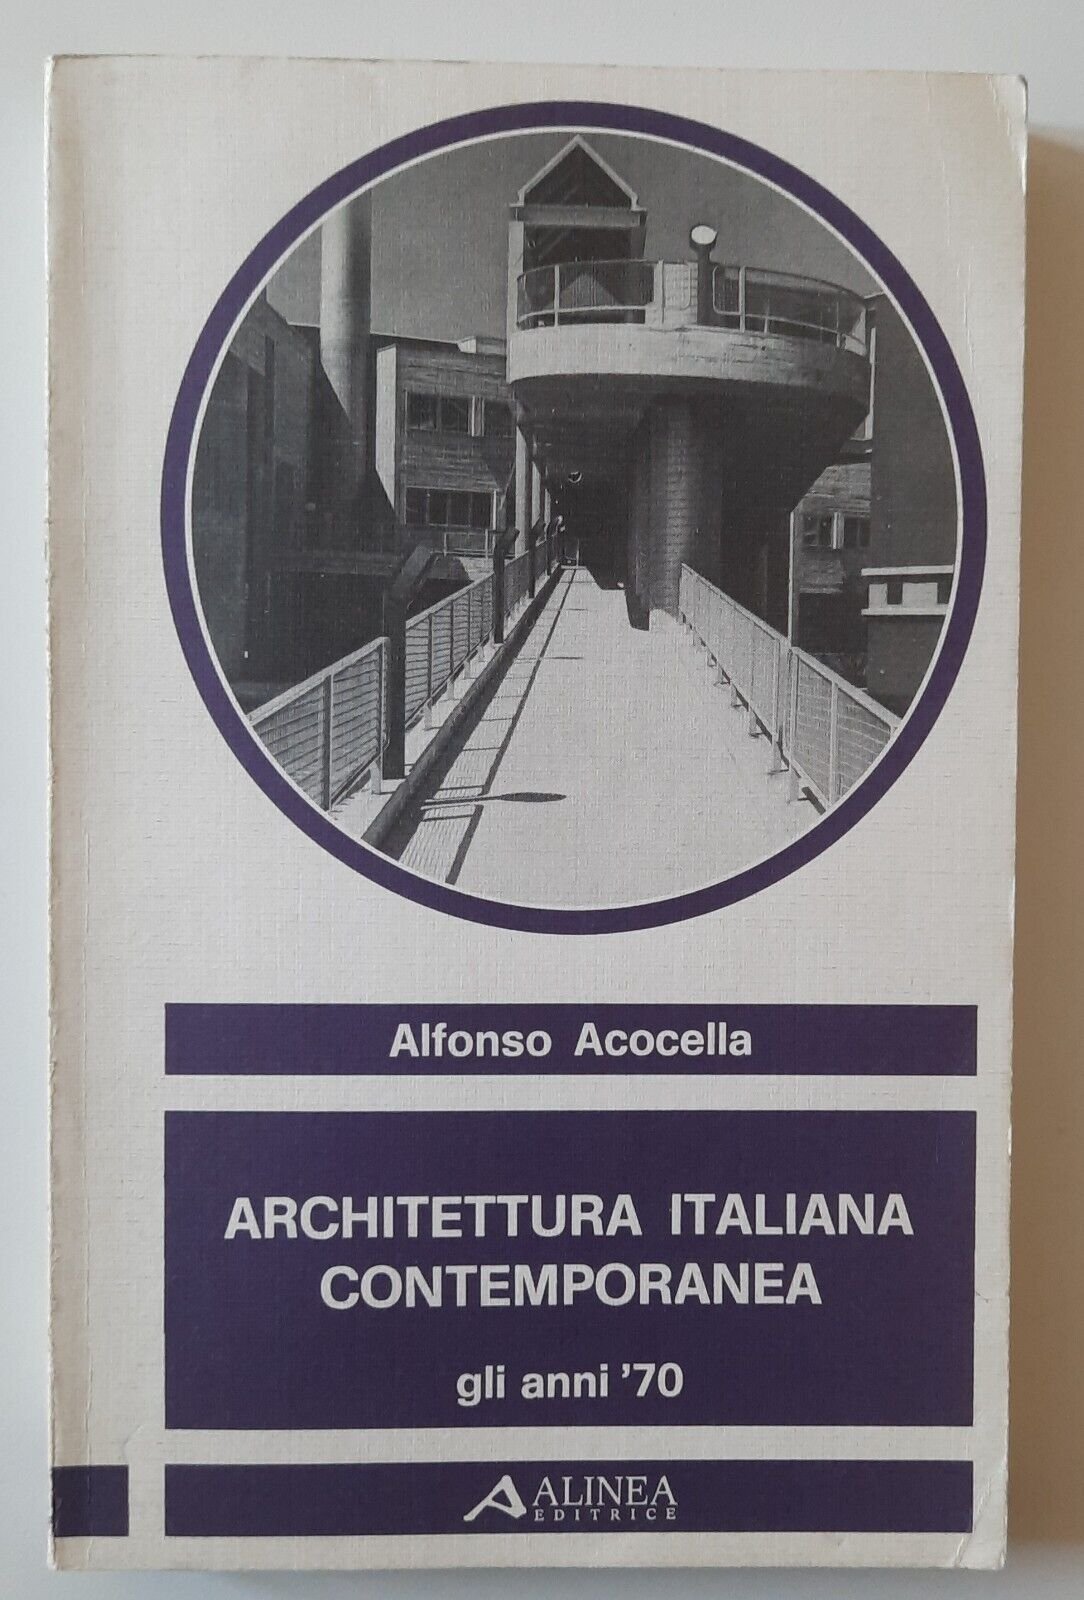 Alfonso Acocella
ARCHITETTURA ITALIANA
CONTEMPORANEA
gli anni '70
ALINEA
EDITRICE